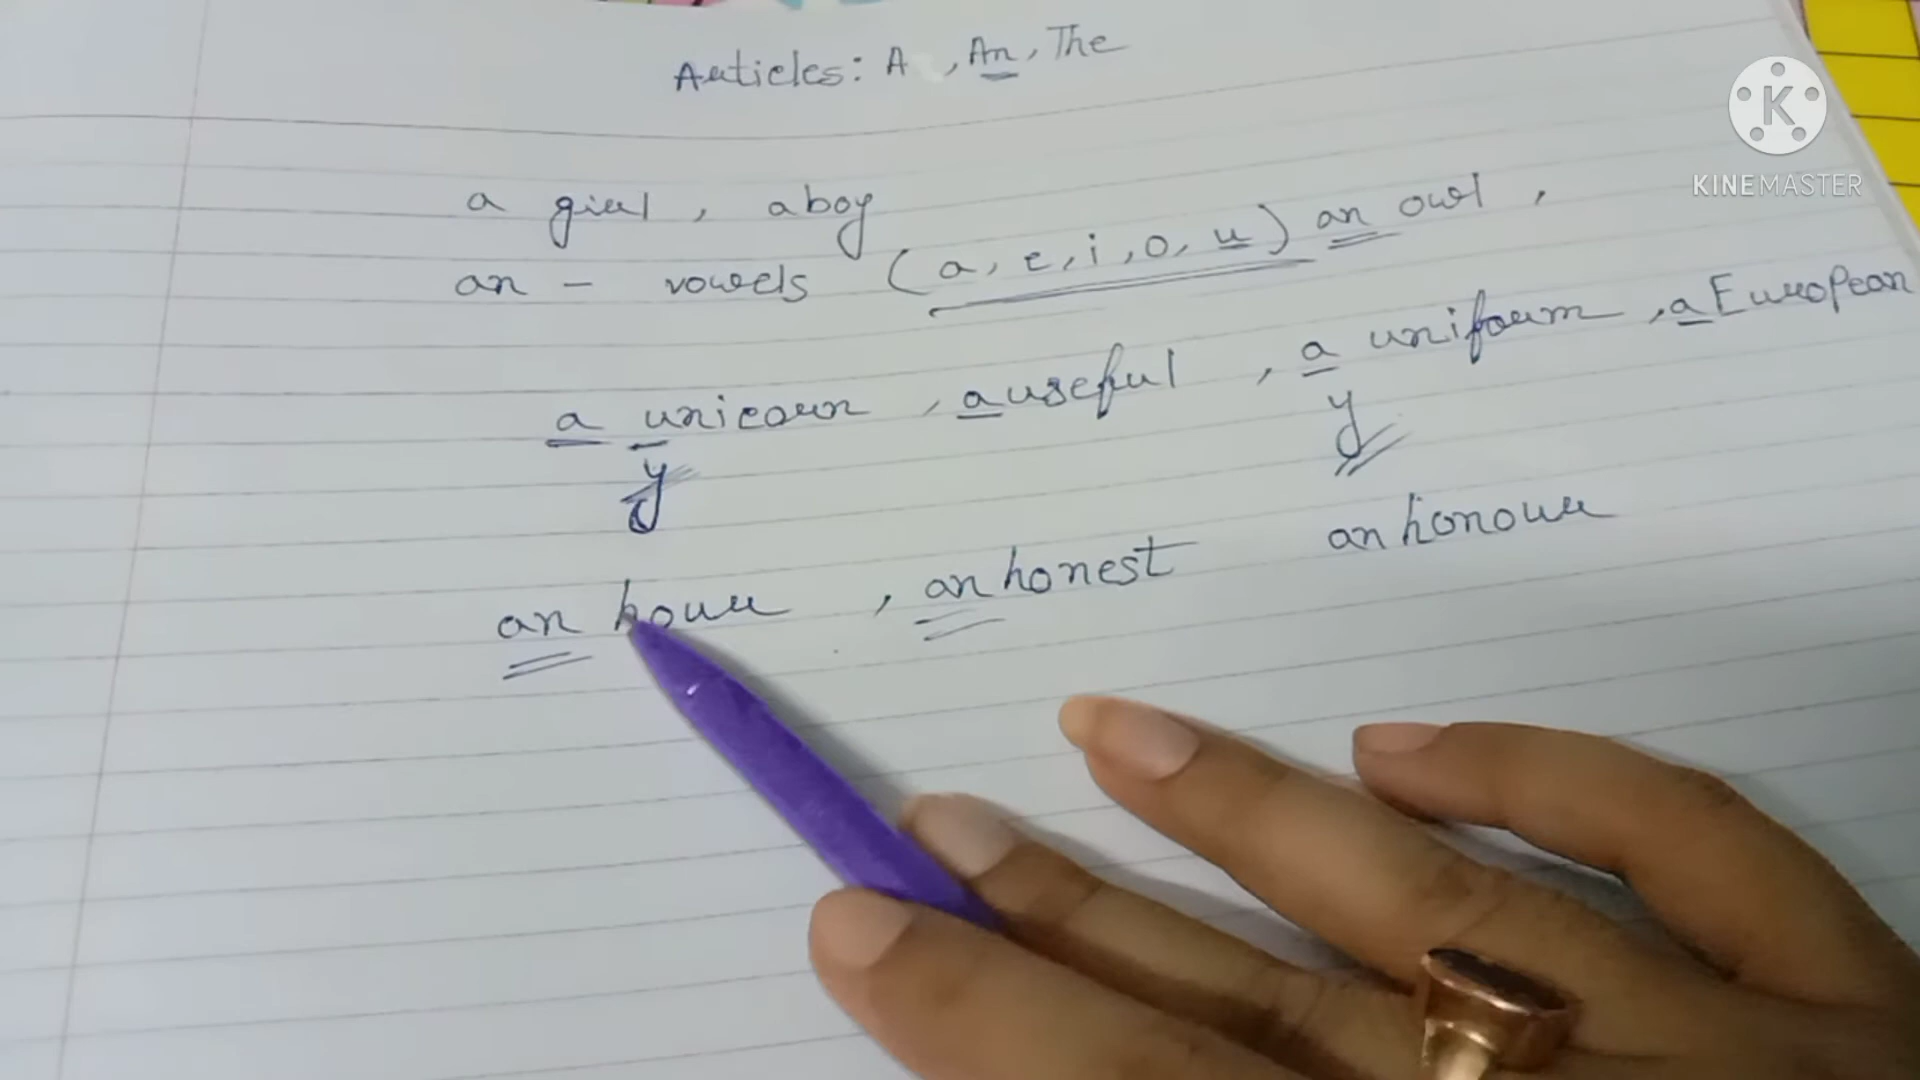 Articles: A, An, The
KINEMASTER
a girl, a boy
an - vowels (a, e, i, o, u) an owl,
a unicorn, a useful, a uniform, a European
y y
an hour, an honest an honour